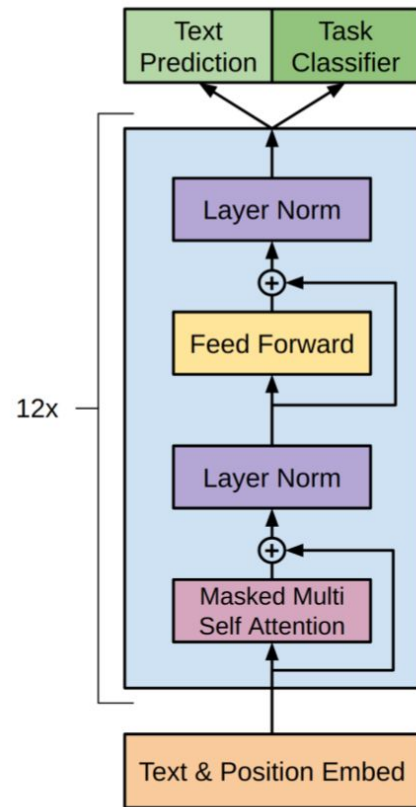 Text
Prediction
Task
Classifier
Layer Norm
+
Feed Forward
12x
Layer Norm
+
Masked Multi
Self Attention
Text & Position Embed